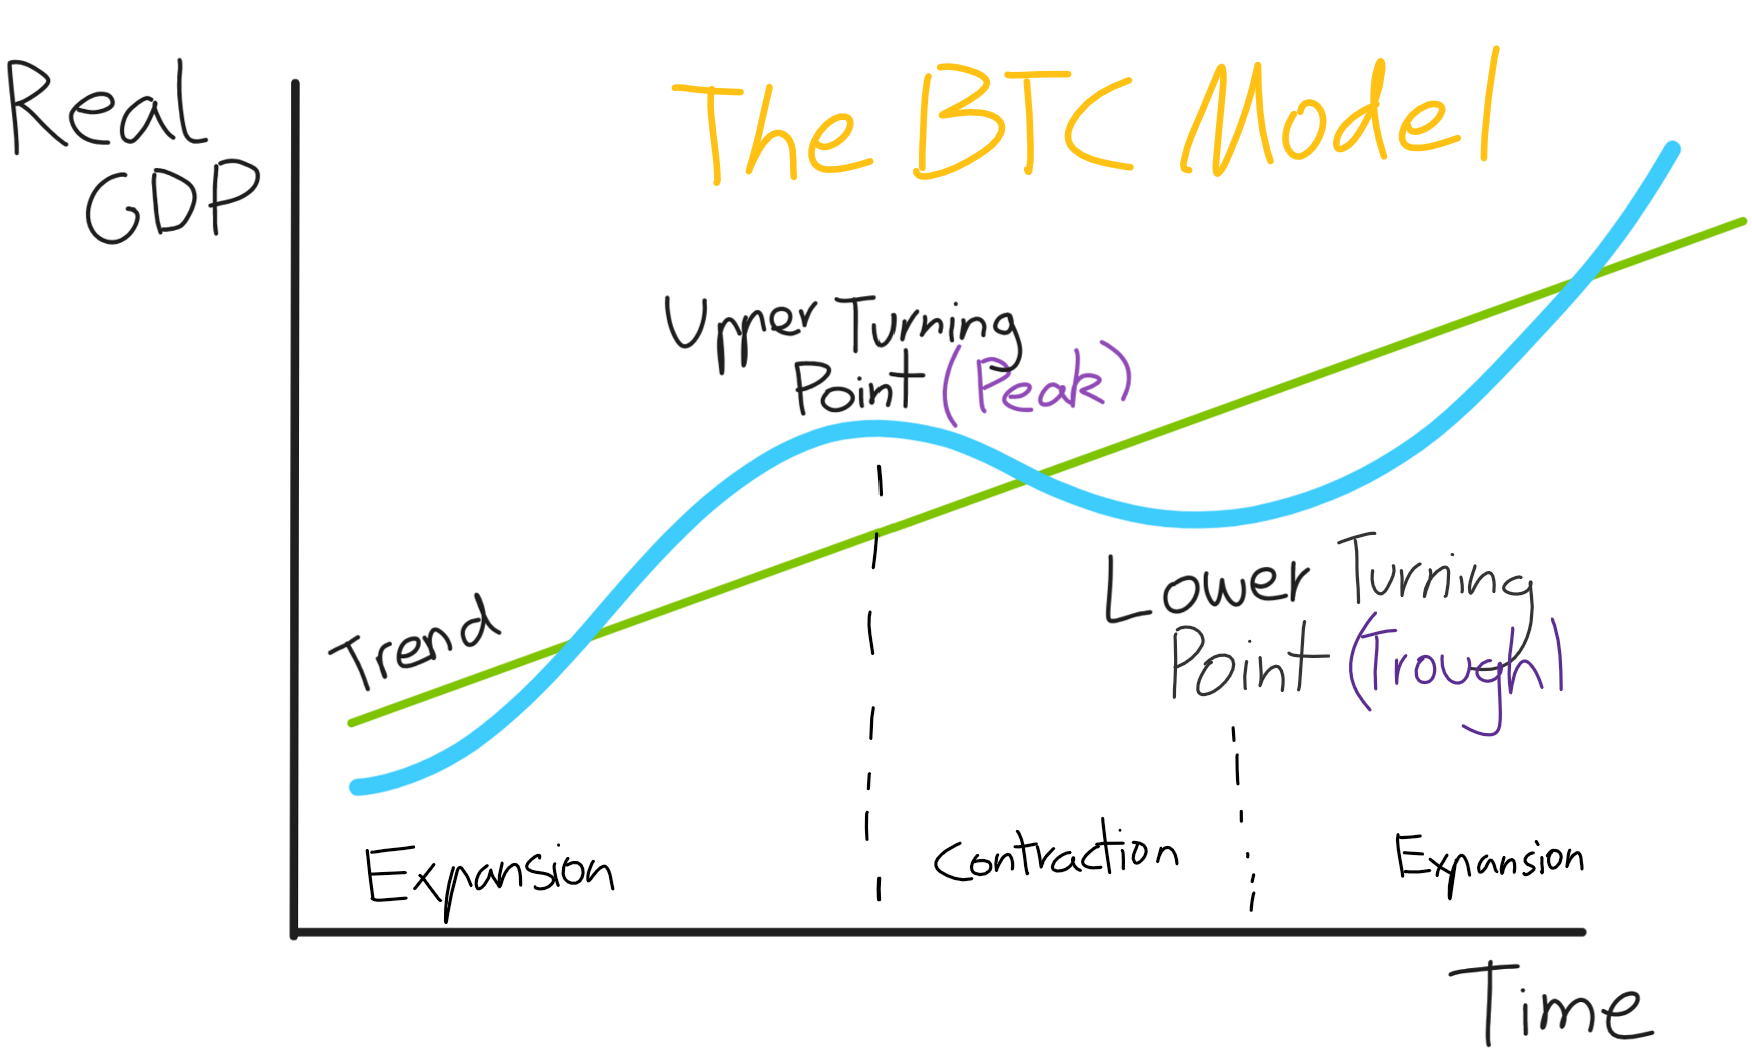 The BTC Model
Real
GDP
Upper Turning
Point (Peak)
Trend
Lower Turning
Point (Trough)
Expansion
Contraction
Expansion
Time